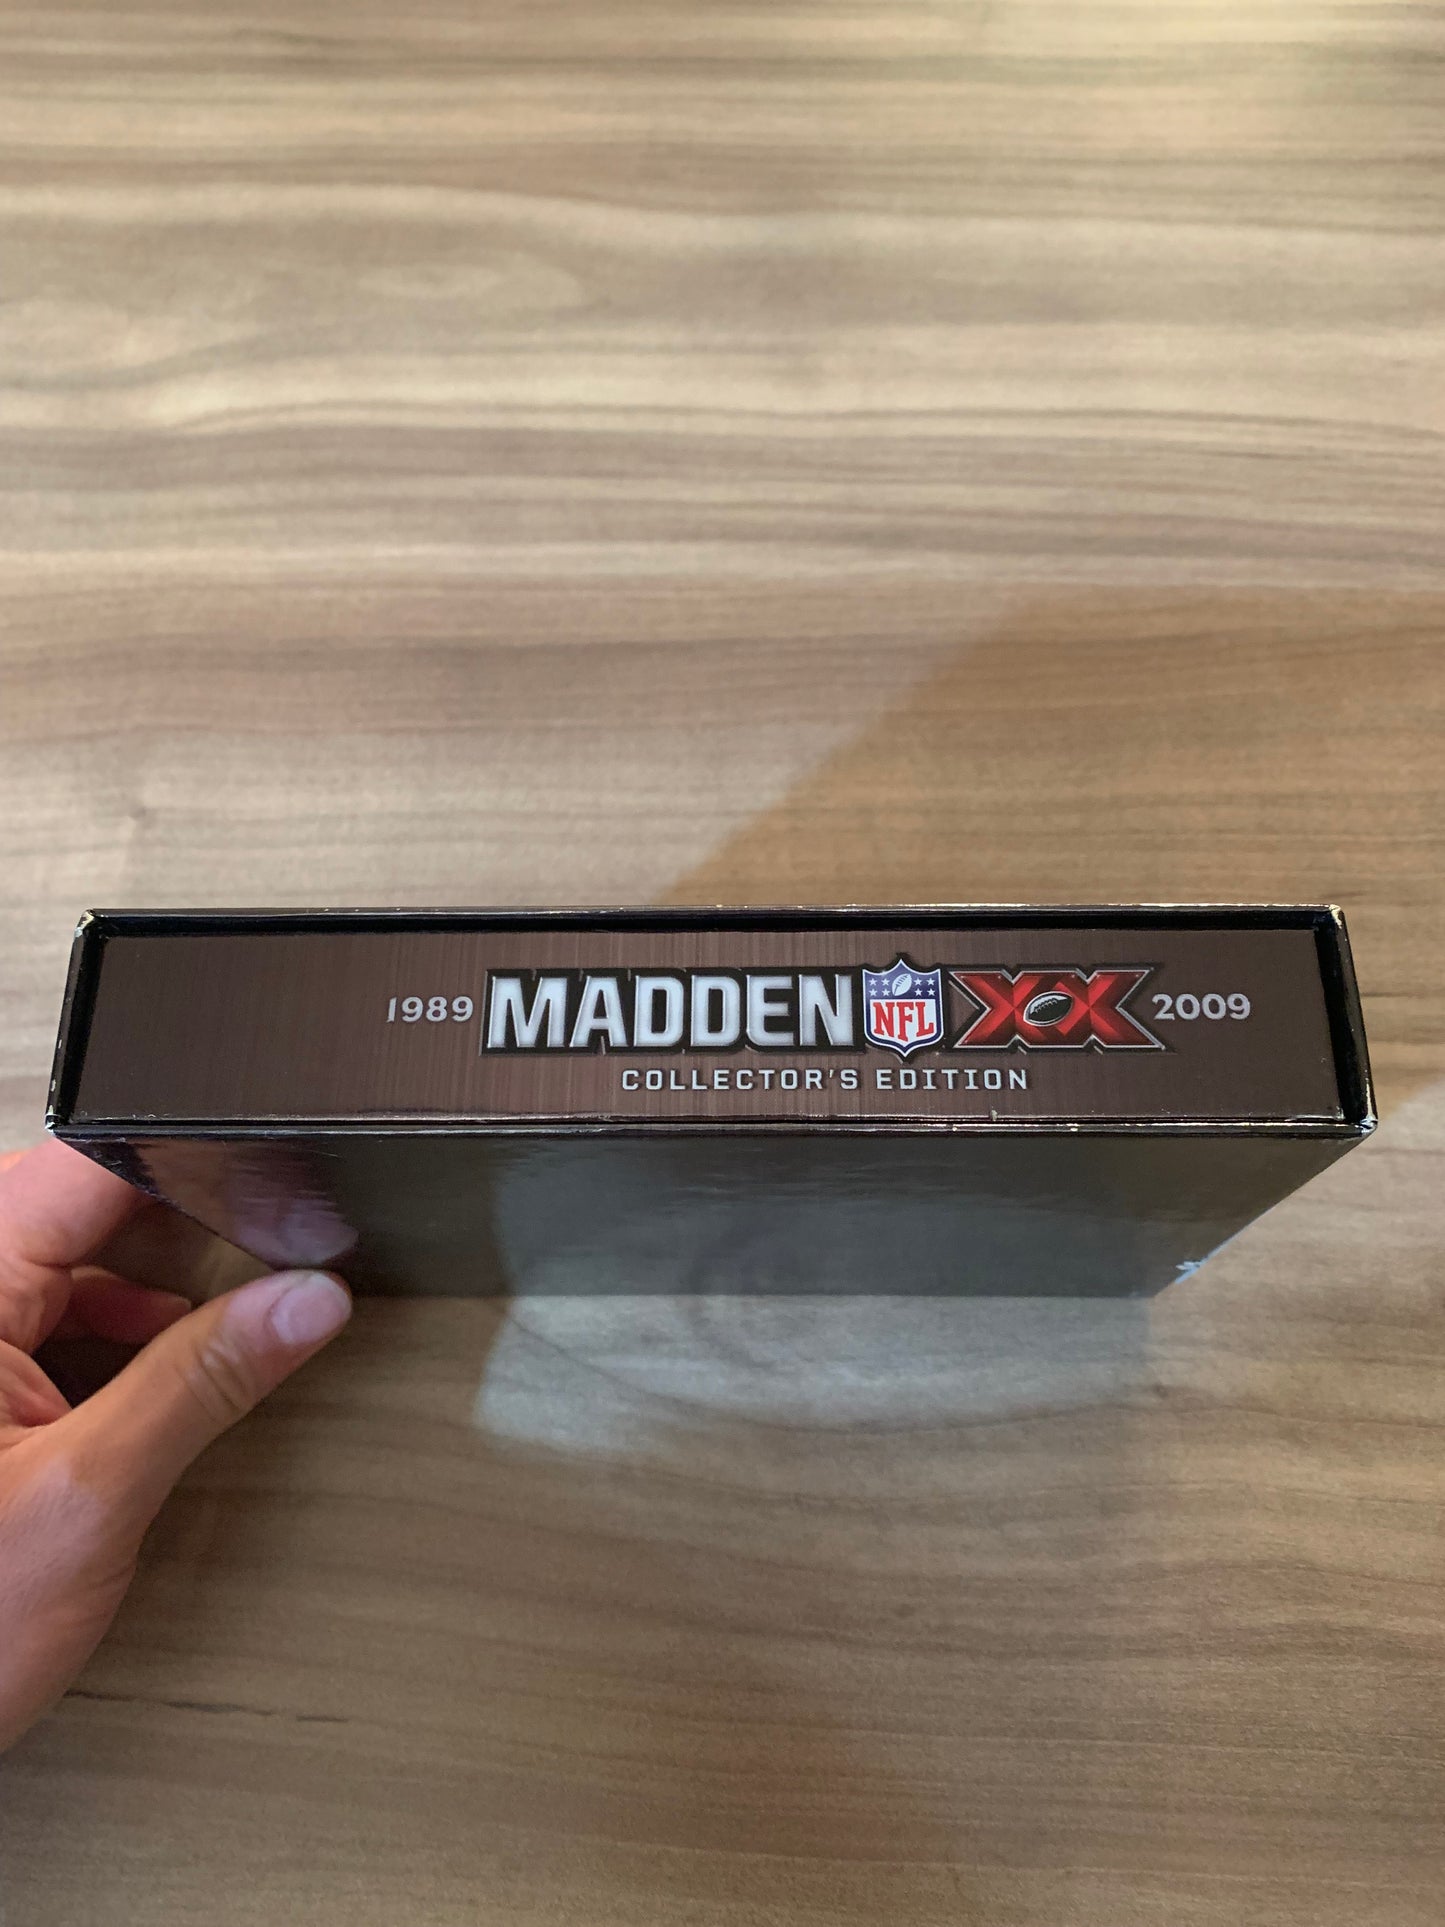 1989 MADDEN NFL XX 2009
COLLECTOR'S EDITION